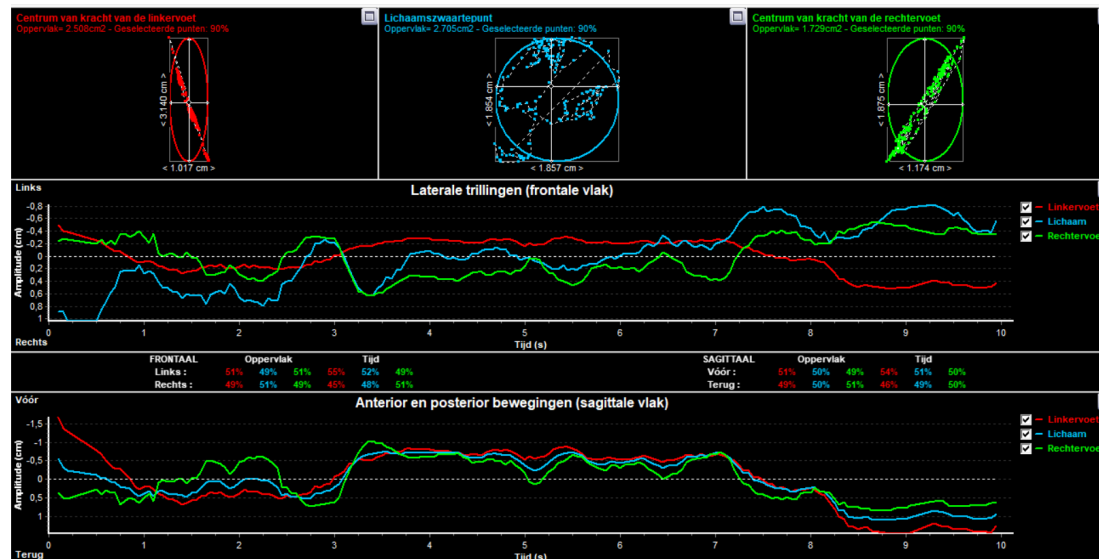 Centrum van kracht van de linkervoet
Oppervlak= 2.506cm2 - Geselecteerde punten: 90%
< 3.140 cm >
< 1.017 cm >
Lichaamszwaartepunt
Oppervlak= 2.705cm2 - Geselecteerde punten: 90%
< 1.854 cm >
< 1.857 cm >
Centrum van kracht van de rechtervoet
Oppervlak= 1.729cm2 - Geselecteerde punten: 90%
< 1.875 cm >
< 1.174 cm >
Links
Laterale trillingen (frontale vlak)
Amplitude (cm)
-0,8
-0,6
-0,4
-0,2
0
0,2
0,4
0,6
0,8
1
Linkervoet
Lichaam
Rechtervoet
0 1 2 3 4 5 6 7 8 9 10
Rechts
Tijd (s)
FRONTAAL Oppervlak Tijd
Links : 51% 49% 51% 55% 52% 49%
Rechts : 49% 51% 49% 45% 48% 51%
SAGITTAAL Oppervlak Tijd
Vóór : 51% 50% 49% 54% 51% 50%
Terug : 49% 50% 51% 46% 49% 50%
Vóór
Anterior en posterior bewegingen (sagittale vlak)
Amplitude (cm)
-1,5
-1
-0,5
0
0,5
1
Linkervoet
Lichaam
Rechtervoet
0 1 2 3 4 5 6 7 8 9 10
Terug
Tijd (s)